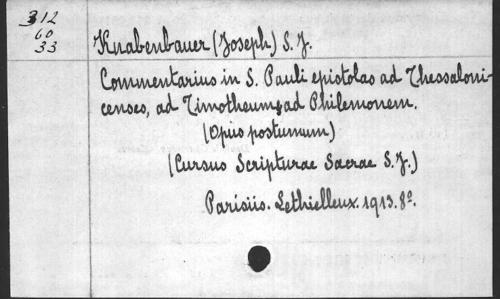 312
60
33
Knabenbauer (Joseph) S. J.
Commentarius in S. Pauli epistolas ad Thessaloni-
censes, ad Timotheum, ad Philemonem.
(Opus postumum)
(Cursus Scripturae Sacrae S. J.)
Parisiis. Lethielleux. 1913. 8º.